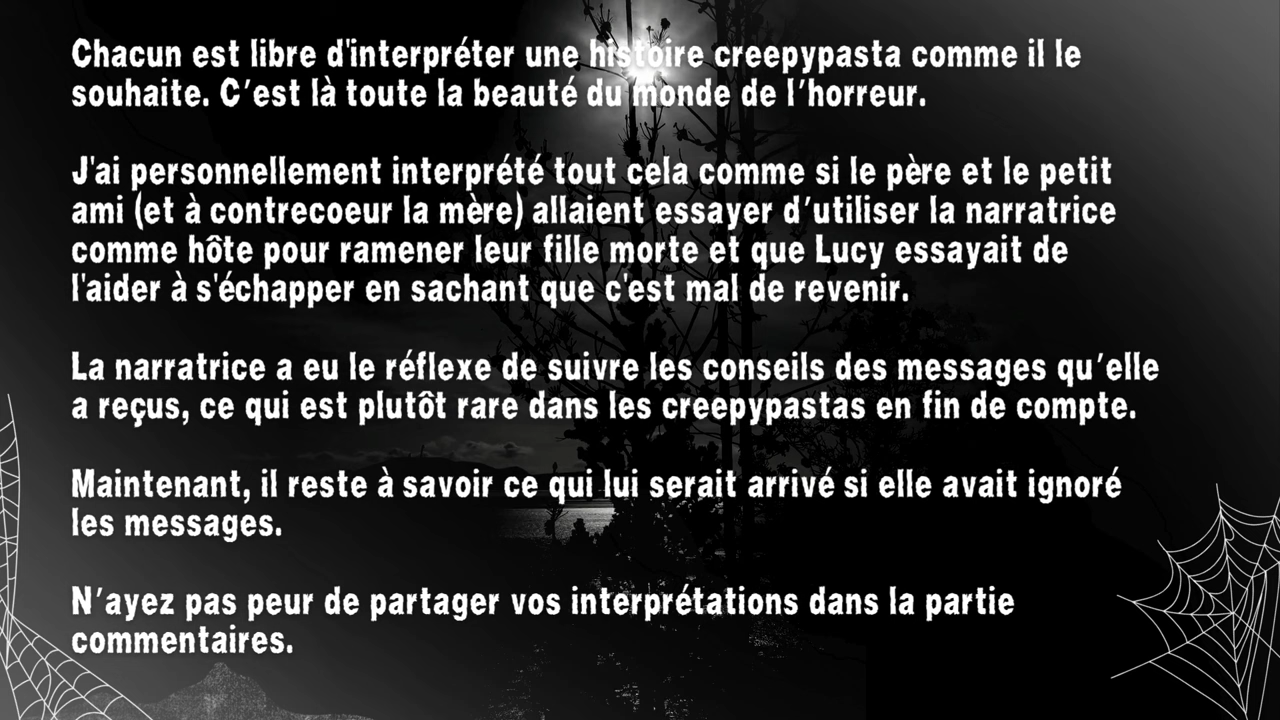 Chacun est libre d'interpréter une histoire creepypasta comme il le
souhaite. C'est là toute la beauté du monde de l'horreur.
J'ai personnellement interprété tout cela comme si le père et le petit
ami (et à contrecoeur la mère) allaient essayer d'utiliser la narratrice
comme hôte pour ramener leur fille morte et que Lucy essayait de
l'aider à s'échapper en sachant que c'est mal de revenir.
La narratrice a eu le réflexe de suivre les conseils des messages qu'elle
a reçus, ce qui est plutôt rare dans les creepypastas en fin de compte.
Maintenant, il reste à savoir ce qui lui serait arrivé si elle avait ignoré
les messages.
N'ayez pas peur de partager vos interprétations dans la partie
commentaires.